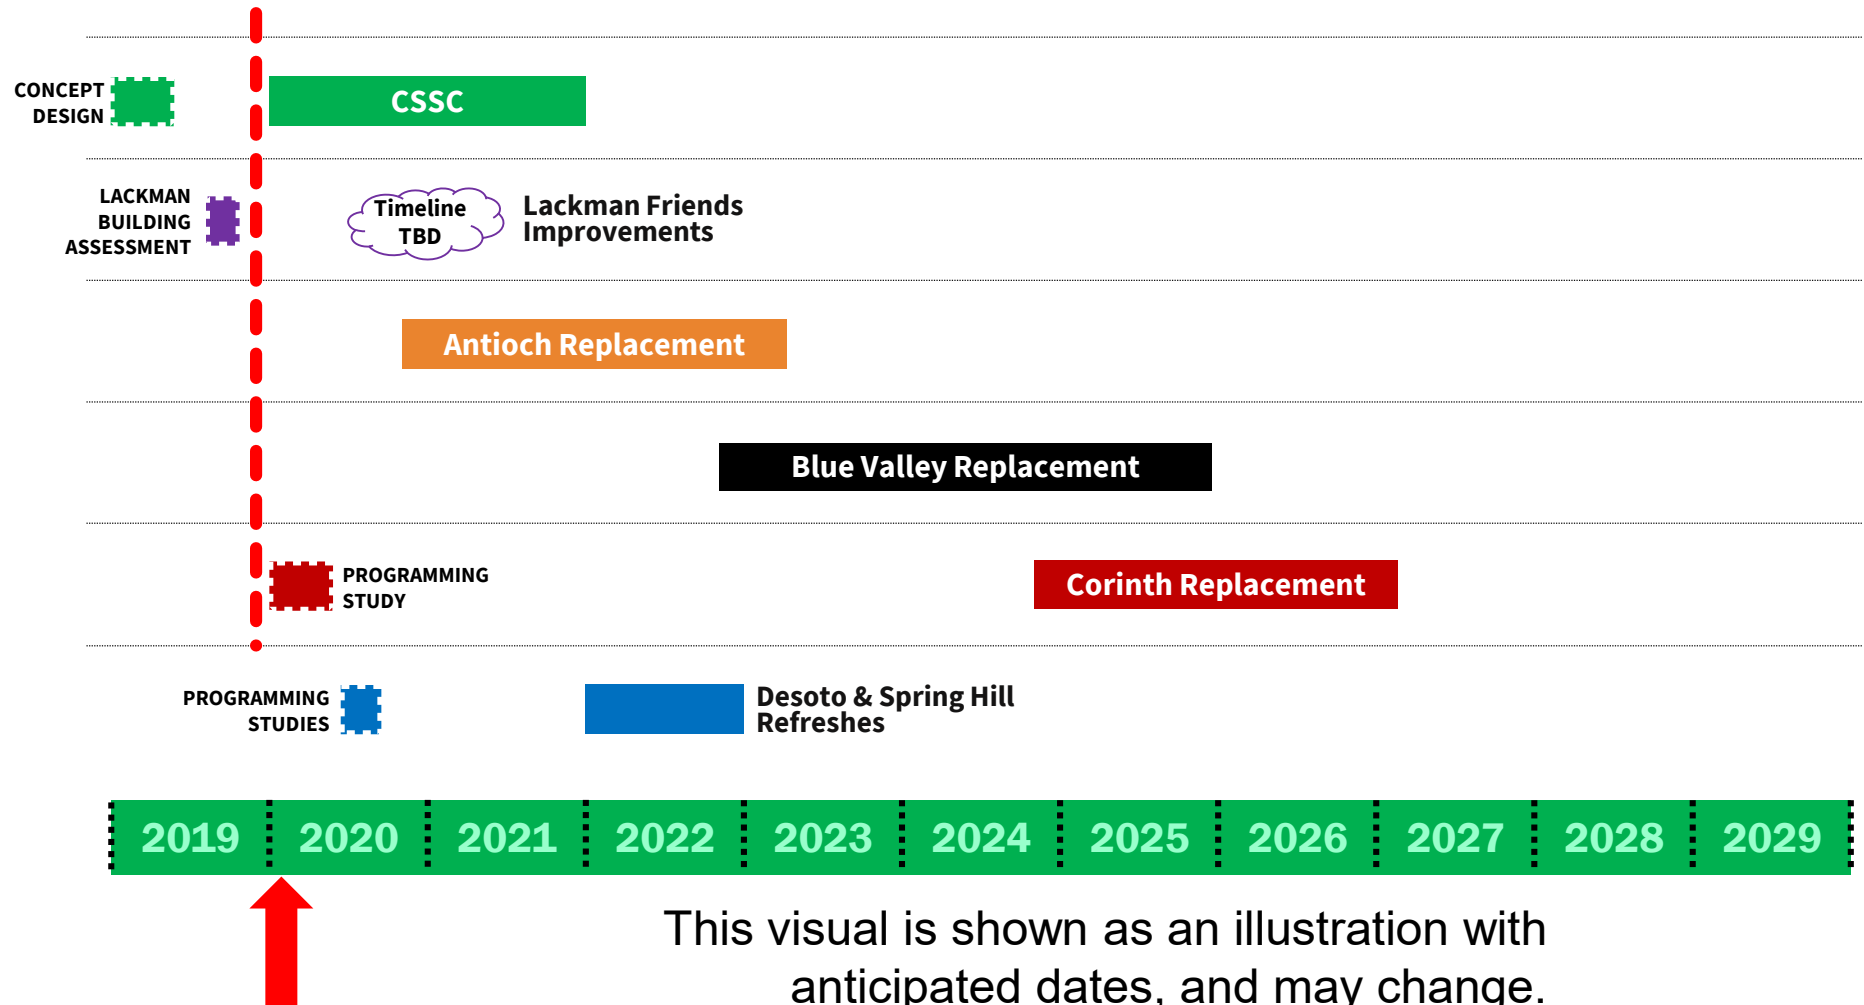 CONCEPT
DESIGN
CSSC
LACKMAN
BUILDING
ASSESSMENT
Timeline
TBD
Lackman Friends
Improvements
Antioch Replacement
Blue Valley Replacement
PROGRAMMING
STUDY
Corinth Replacement
PROGRAMMING
STUDIES
Desoto & Spring Hill
Refreshes
2019 2020 2021 2022 2023 2024 2025 2026 2027 2028 2029
This visual is shown as an illustration with
anticipated dates, and may change.